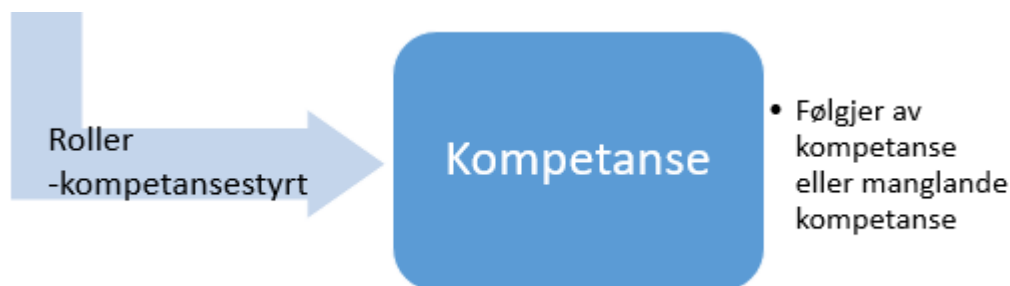 Roller
-kompetansestyrt
Kompetanse
• Følgjer av
kompetanse
eller manglande
kompetanse